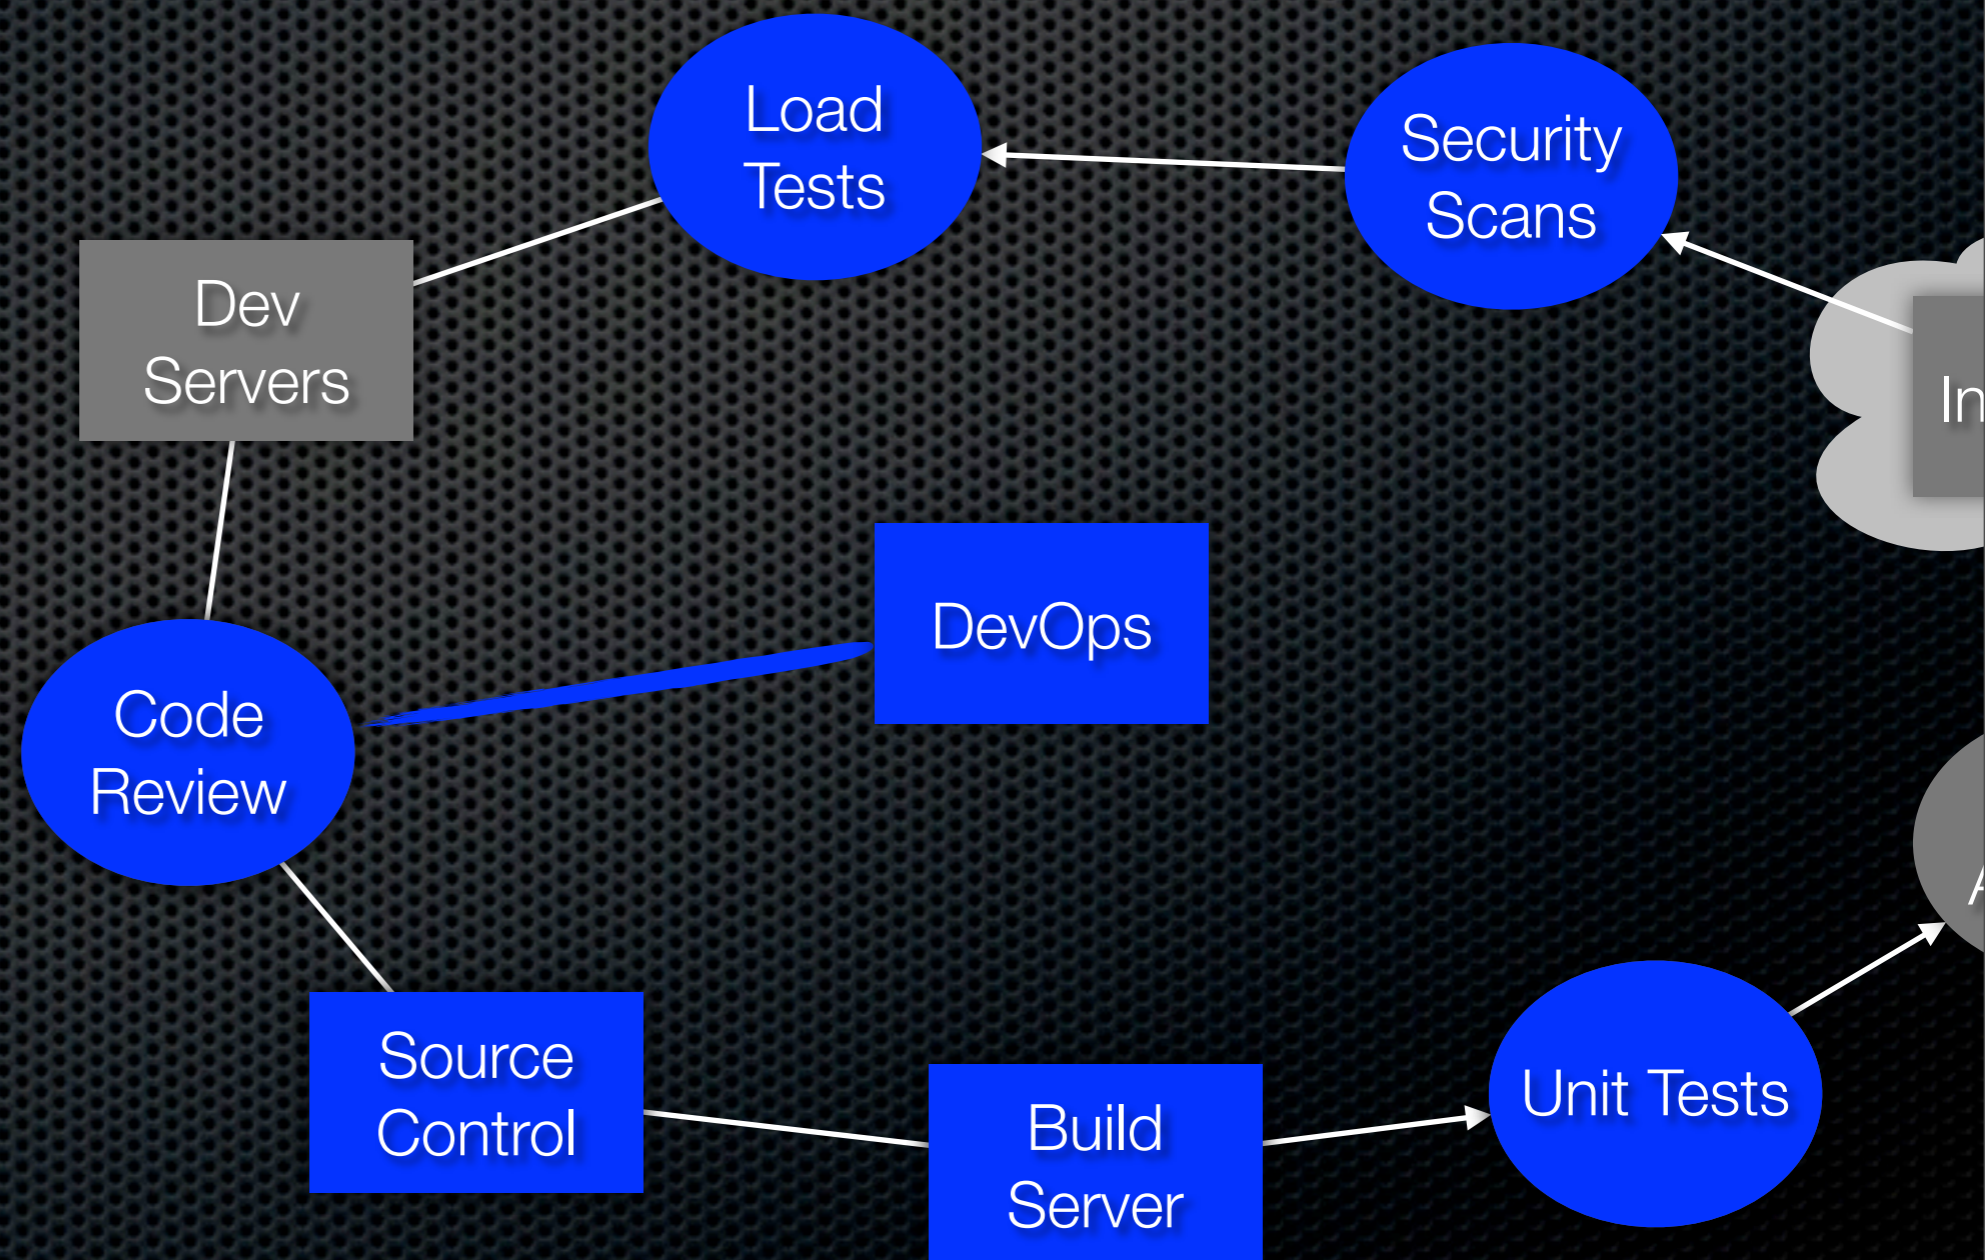 Load
Tests
Security
Scans
Dev
Servers
DevOps
Code
Review
Source
Control
Build
Server
Unit Tests